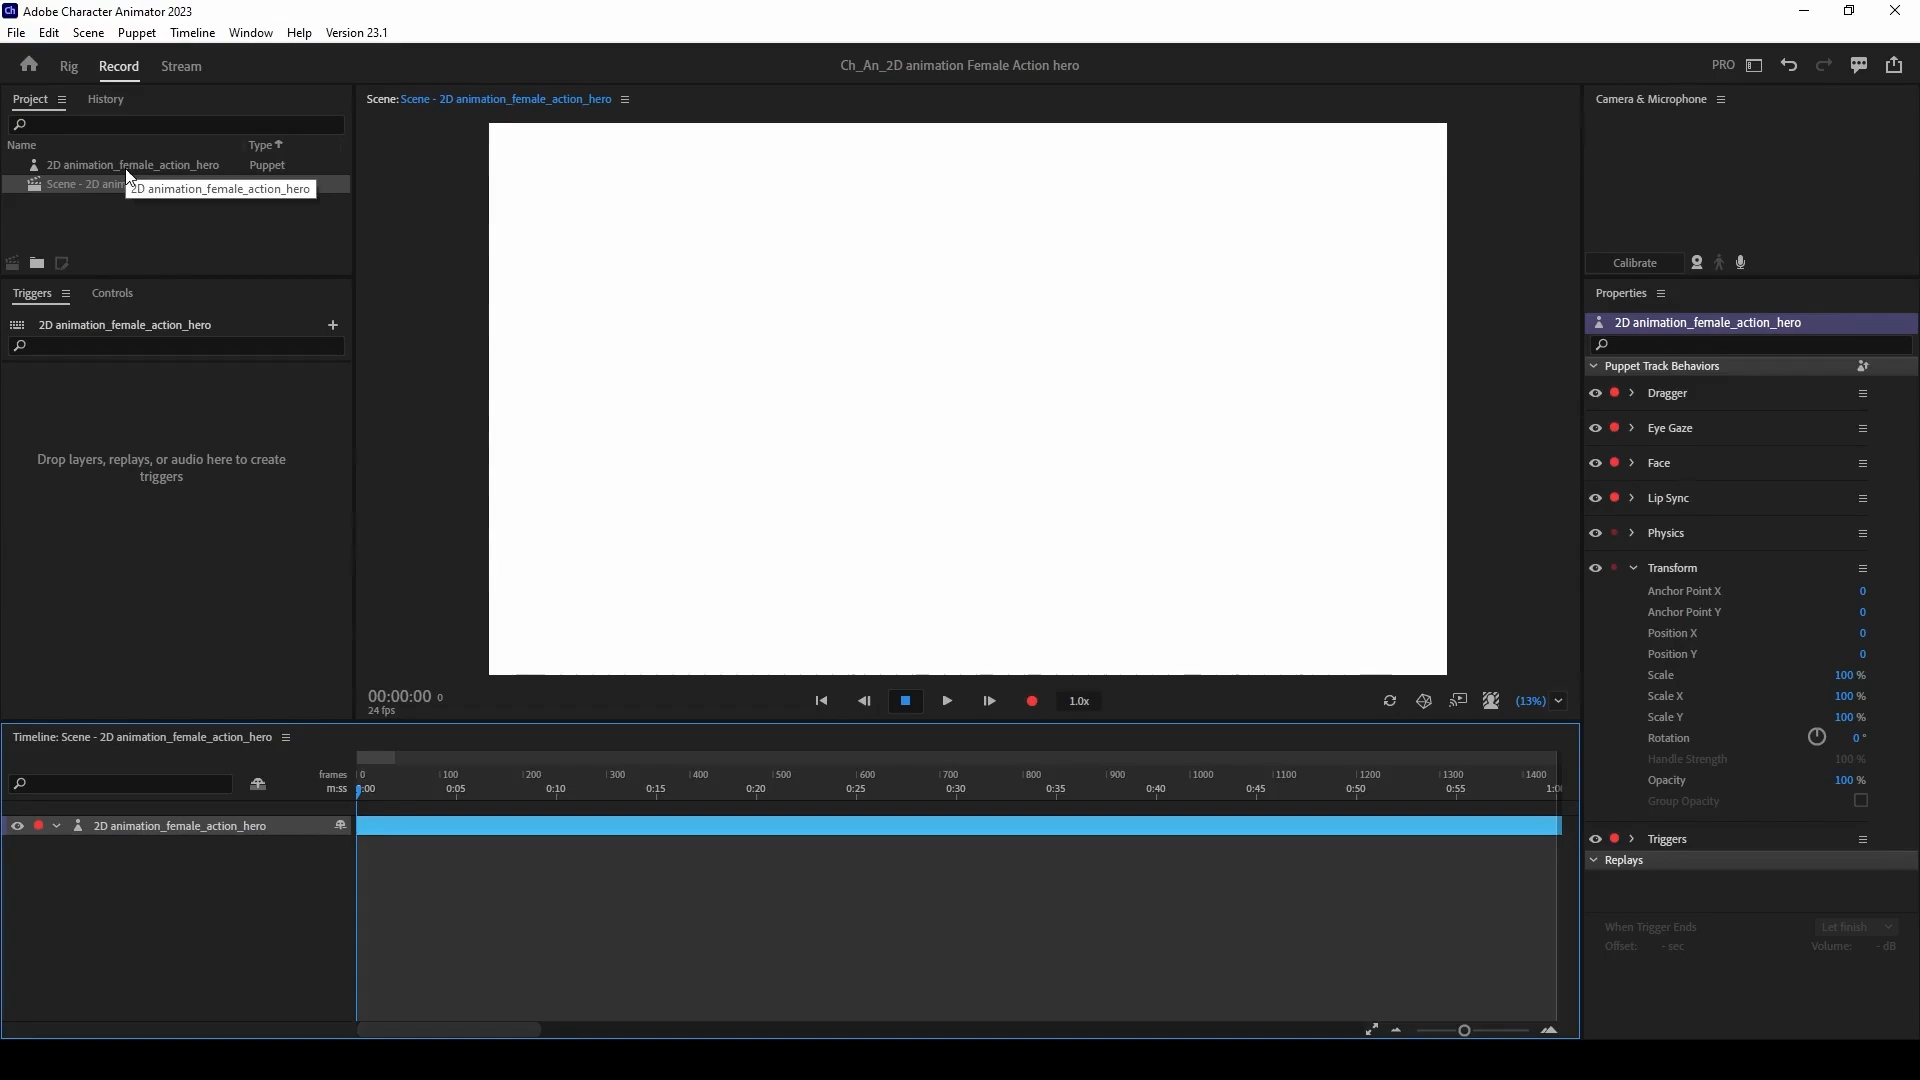 Ch Adobe Character Animator 2023
File Edit Scene Puppet Timeline Window Help Version 23.1
Rig Record Stream Ch_An_2D animation Female Action hero PRO
Project History
Scene: Scene - 2D animation_female_action_hero
Camera & Microphone
Name Type
2D animation_female_action_hero Puppet
Scene - 2D anim
2D animation_female_action_hero
Calibrate
Triggers Controls
Properties
2D animation_female_action_hero
2D animation_female_action_hero
Puppet Track Behaviors
Dragger
Eye Gaze
Drop layers, replays, or audio here to create
triggers
Face
Lip Sync
Physics
Transform
Anchor Point X 0
Anchor Point Y 0
Position X 0
Position Y 0
Scale 100 %
Scale X 100 %
Scale Y 100 %
Rotation 0 °
Handle Strength 100 %
Opacity 100 %
Group Opacity
Triggers
Replays
When Trigger Ends Let finish
Offset: - sec Volume: - dB
00:00:00 0
24 fps
1.0x
(13%)
Timeline: Scene - 2D animation_female_action_hero
frames 0 100 200 300 400 500 600 700 800 900 1000 1100 1200 1300 1400
m:ss 0:00 0:05 0:10 0:15 0:20 0:25 0:30 0:35 0:40 0:45 0:50 0:55 1:0
2D animation_female_action_hero